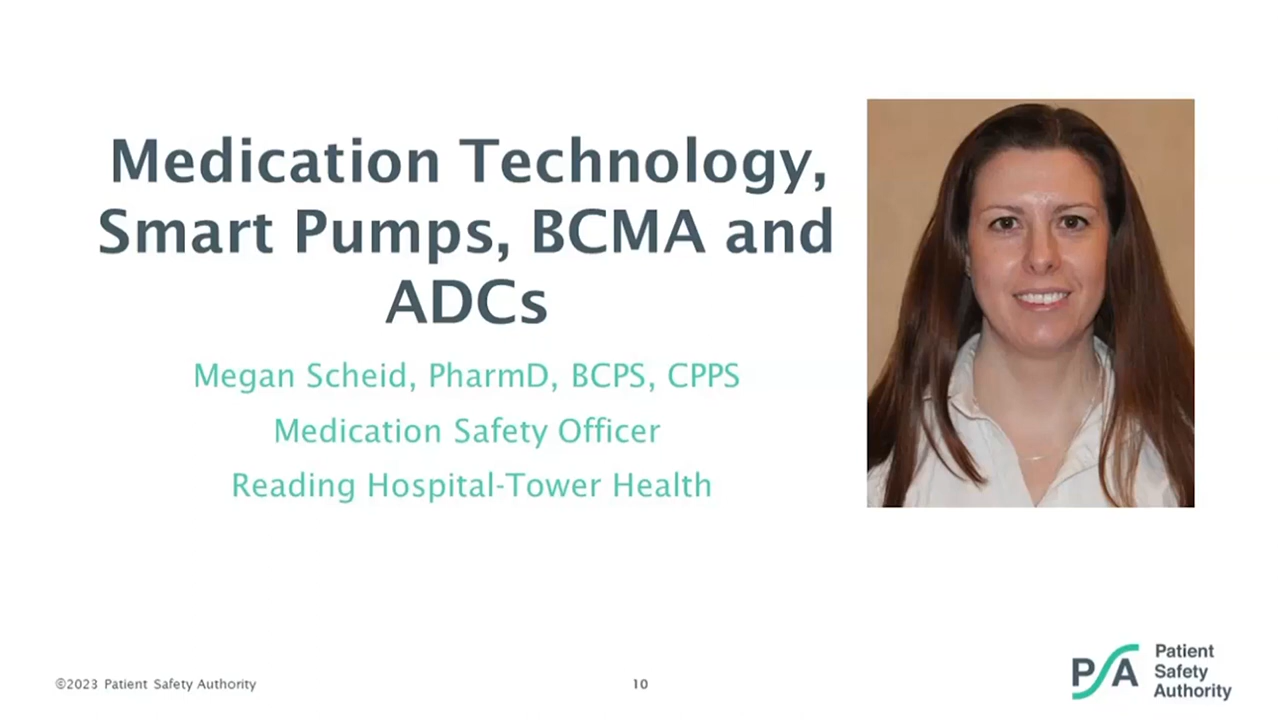 Medication Technology,
Smart Pumps, BCMA and
ADCs
Megan Scheid, PharmD, BCPS, CPPS
Medication Safety Officer
Reading Hospital-Tower Health
©2023 Patient Safety Authority
10
PSA
Patient
Safety
Authority